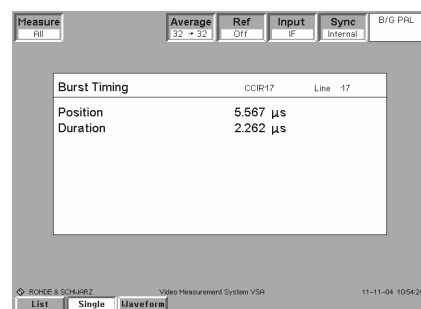 Measure Average Ref Input Sync B/G PAL
All 32 → 32 Off IF Internal
Burst Timing CCIR17 Line 17
Position 5.567 µs
Duration 2.262 µs
ROHDE & SCHWARZ Video Measurement System VSA 11-11-04 10:54:24
List Single Waveform